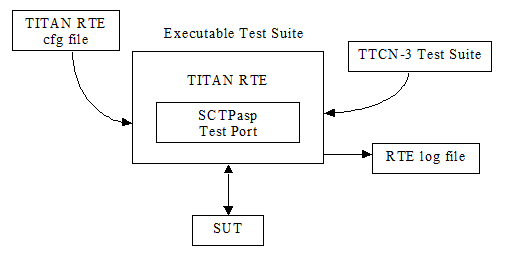 TITAN RTE
cfg file
Executable Test Suite
TTCN-3 Test Suite
TITAN RTE
SCTPasp
Test Port
RTE log file
SUT